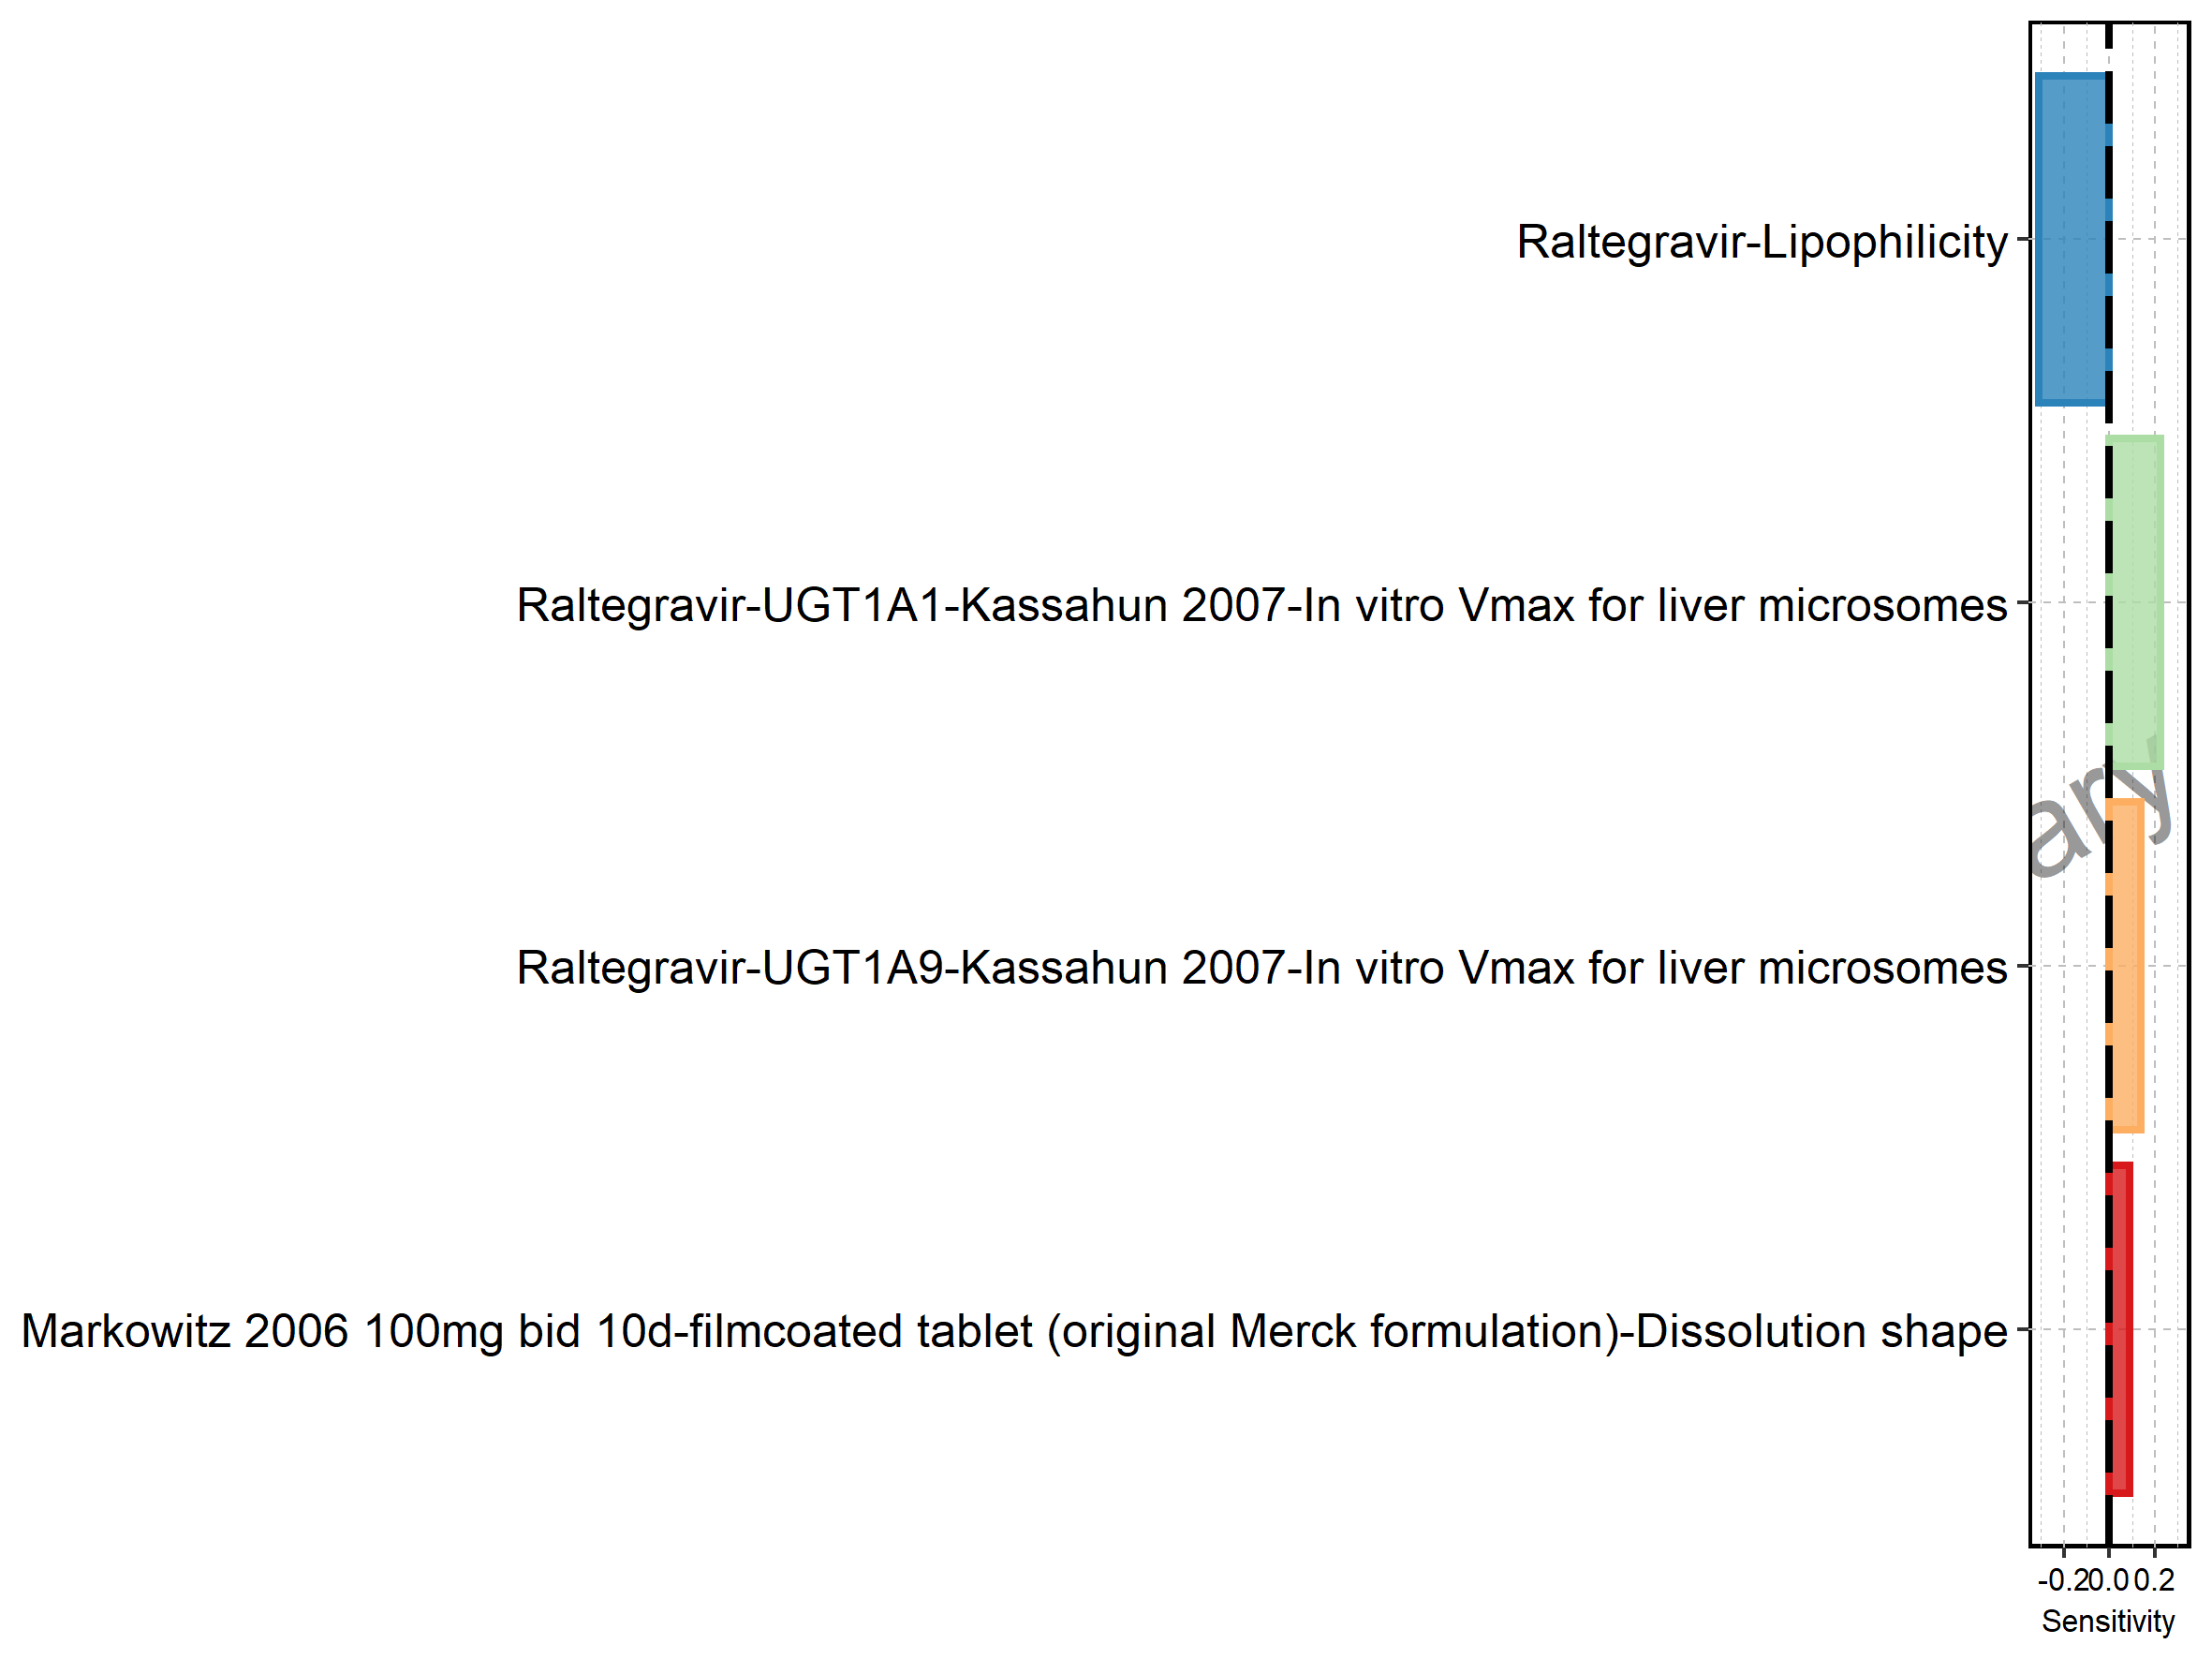 Raltegravir-Lipophilicity
Raltegravir-UGT1A1-Kassahun 2007-In vitro Vmax for liver microsomes
ary
Raltegravir-UGT1A9-Kassahun 2007-In vitro Vmax for liver microsomes
Markowitz 2006 100mg bid 10d-filmcoated tablet (original Merck formulation)-Dissolution shape
-0.2 0.0 0.2
Sensitivity